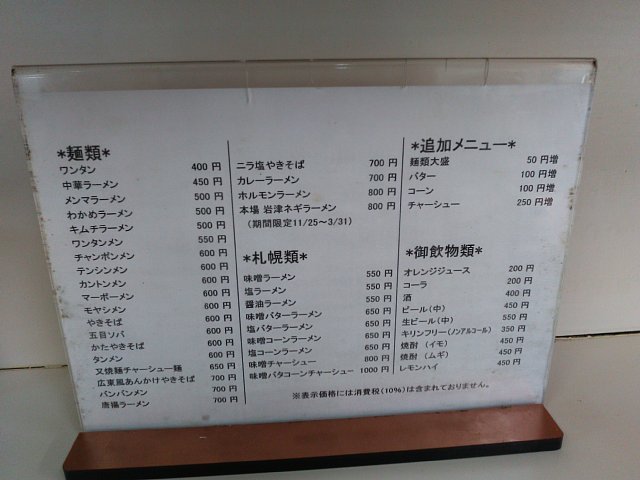 *麺類*
ワンタン 400 円
中華ラーメン 450 円
メンマラーメン 500 円
わかめラーメン 500 円
キムチラーメン 500 円
ワンタンメン 550 円
チャンポンメン 600 円
テンシンメン 600 円
カントンメン 600 円
マーボーメン 600 円
モヤシメン 600 円
やきそば 600 円
五目ソバ 600 円
かたやきそば 600 円
タンメン 600 円
叉焼麺チャーシュー麺 650 円
広東風あんかけやきそば 700 円
パンパンメン 700 円
唐揚ラーメン 700 円
ニラ塩やきそば 700 円
カレーラーメン 700 円
ホルモンラーメン 800 円
本場 岩津ネギラーメン 800 円
(期間限定11/25～3/31)
*札幌類*
味噌ラーメン 550 円
塩ラーメン 550 円
醤油ラーメン 550 円
味噌バターラーメン 650 円
塩バターラーメン 650 円
味噌コーンラーメン 650 円
塩コーンラーメン 650 円
味噌チャーシュー 800 円
味噌バタコーンチャーシュー 1000 円
*追加メニュー*
麺類大盛 50 円増
バター 100 円増
コーン 100 円増
チャーシュー 250 円増
*御飲物類*
オレンジジュース 200 円
コーラ 200 円
酒 400 円
ビール(中) 450 円
生ビール(中) 550 円
キリンフリー(ノンアルコール) 350 円
焼酎 (イモ) 450 円
焼酎 (ムギ) 450 円
レモンハイ 450 円
※表示価格には消費税(10%)は含まれておりません。